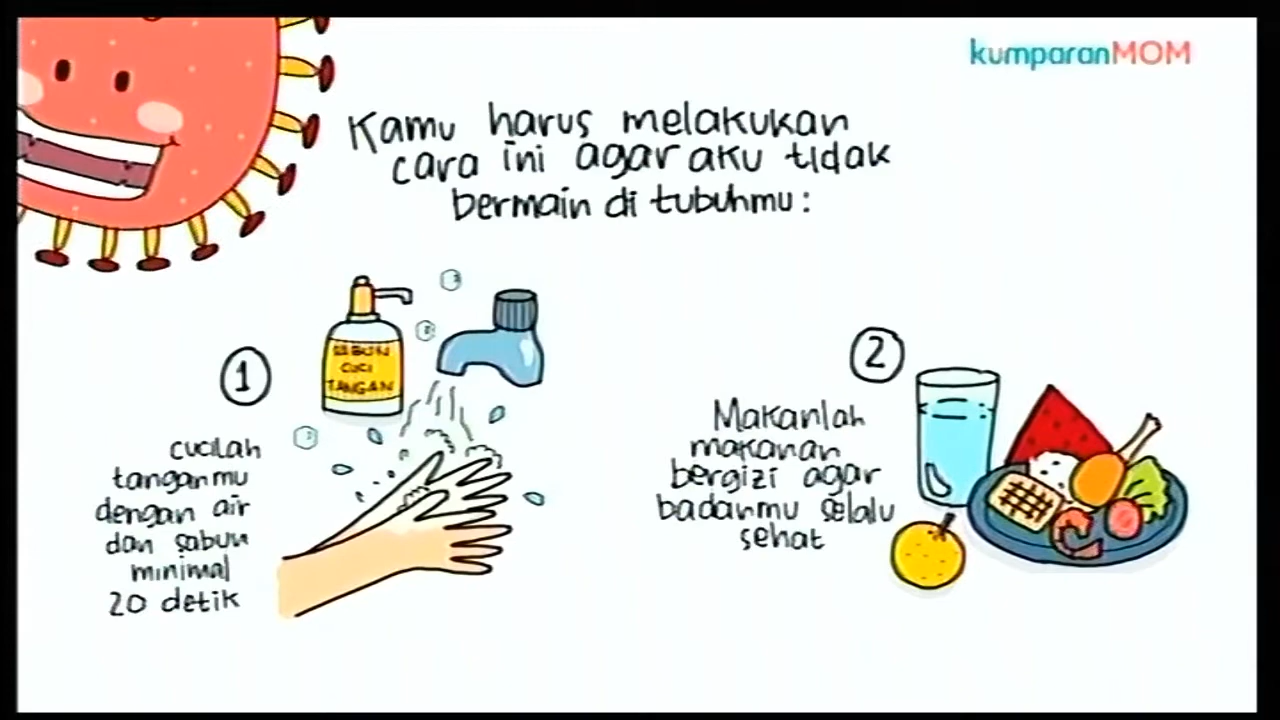 kumparanMOM
Kamu harus melakukan
cara ini agar aku tidak
bermain di tubuhmu:
1
SABUN
CUCI
TANGAN
cucilah
tanganmu
dengan air
dan sabun
minimal
20 detik
2
Makanlah
makanan
bergizi agar
badanmu selalu
sehat